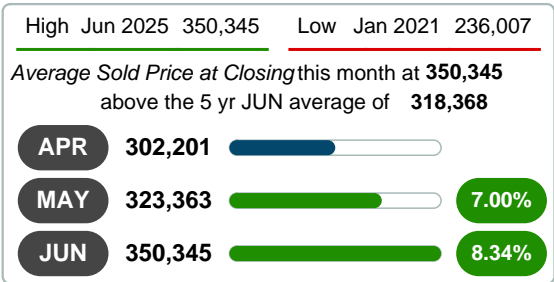 High Jun 2025 350,345 Low Jan 2021 236,007
Average Sold Price at Closing this month at 350,345
above the 5 yr JUN average of 318,368
APR 302,201
MAY 323,363 7.00%
JUN 350,345 8.34%